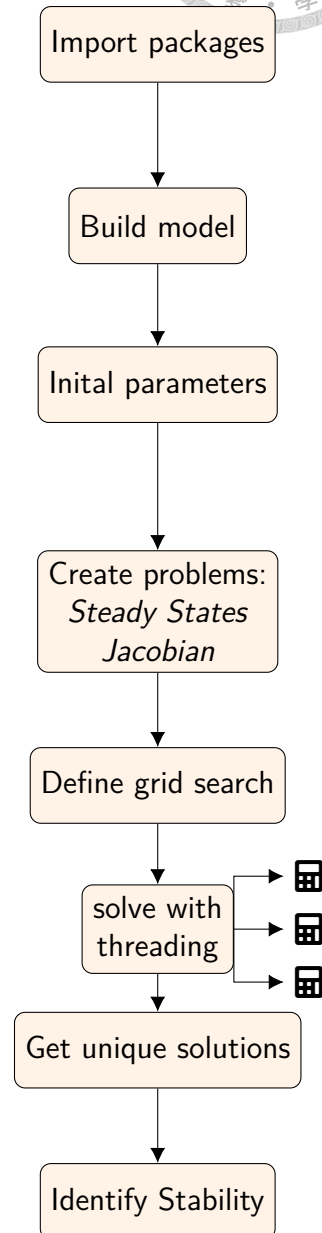 Import packages
Build model
Inital parameters
Create problems:
Steady States
Jacobian
Define grid search
solve with
threading
Get unique solutions
Identify Stability